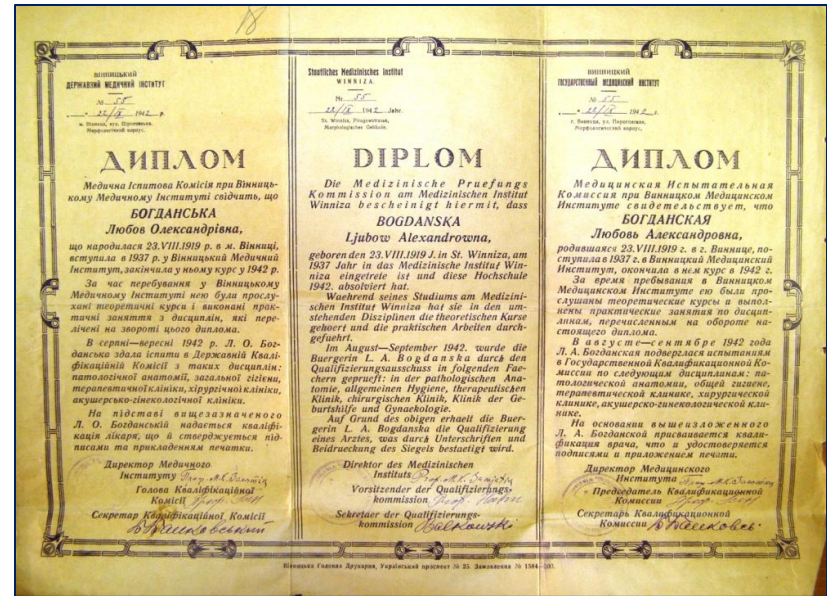 18
ВІННИЦЬКИЙ
ДЕРЖАВНИЙ МЕДИЧНИЙ ІНСТИТУТ
№ 55
„ 22/IX 1942 р.
м. Вінниця, вул. Пірогівська,
Морфологічний корпус.
ДИПЛОМ
Медична Іспитова Комісія при Вінниць-
кому Медичному Інституті свідчить, що
БОГДАНСЬКА
Любов Олександрівна,
що народилася 23.VIII.1919 р. в м. Вінниці,
вступила в 1937 р. у Вінницький Медичний
Інститут, закінчила у ньому курс у 1942 р.
За час перебування у Вінницькому
Медичному Інституті нею були прослу-
хані теоретичні курси і виконані прак-
тичні заняття з дисциплін, які пере-
лічені на звороті цього диплома.
В серпні—вересні 1942 р. Л. О. Бог-
данська здала іспити в Державній Квалі-
фікаційній Комісії з таких дисциплін:
патологічної анатомії, загальної гігієни,
терапевтичної клініки, хірургічної клініки,
акушерсько-гінекологічної клініки.
На підставі вищезазначеного
Л. О. Богданській надається кваліфі-
кація лікаря, що й стверджується під-
писами та прикладенням печатки.
Директор Медичного
Інституту
Голова Кваліфікаційної
Комісії
Секретар Кваліфікаційної Комісії
Staatliches Medizinisches Institut
WINNIZA.
Nr 55
22/IX 1942 Jahr
St. Winniza, Pirogowstrasse,
Morphologisches Gebäude.
DIPLOM
Die Medizinische Pruefungs
Kommission am Medizinischen Institut
Winniza bescheinigt hiermit, dass
BOGDANSKA
Ljubow Alexandrowna,
geboren den 23.VIII.1919 J. in St. Winniza, am
1937 Jahr in das Medizinische Institut Win-
niza eingetrete ist und diese Hochschule
1942. absolviert hat.
Waehrend seines Studiums am Medizini-
schen Institut Winniza hat sie in den um-
stehenden Disziplinen die theoretischen Kurse
gehoert und die praktischen Arbeiten durch-
gefuehrt.
Im August—September 1942. wurde die
Buergerin L. A. Bogdanska durch den
Qualifizierungsausschuss in folgenden Fae-
chern geprueft: in der pathologischen Ana-
tomie, allgemeinen Hygiene, therapeutischen
Klinik, chirurgischen Klinik, Klinik der Ge-
burtshilfe und Gynaekologie.
Auf Grund des obigen erhaelt die Buer-
gerin L. A. Bogdanska die Qualifizierung
eines Arztes, was durch Unterschriften und
Beidrueckung des Siegels bestaetigt wird.
Direktor des Medizinischen
Instituts
Vorsitzender der Qualifizierungs-
kommission
Sekretaer der Qualifizierungs-
kommission
ВИННИЦКИЙ
ГОСУДАРСТВЕННЫЙ МЕДИЦИНСКИЙ ИНСТИТУТ
№ 55
„ 22/IX 1942 г.
г. Винница, ул. Пироговская,
Морфологический корпус.
ДИПЛОМ
Медицинская Испытательная
Комиссия при Винницком Медицинском
Институте свидетельствует, что
БОГДАНСКАЯ
Любовь Александровна,
родившаяся 23.VIII.1919 г. в г. Виннице, по-
ступила в 1937 г. в Винницкий Медицинский
Институт, окончила в нем курс в 1942 г.
За время пребывания в Винницком
Медицинском Институте ею были про-
слушаны теоретические курсы и выпол-
нены практические занятия по дисцип-
линам, перечисленным на обороте на-
стоящего диплома.
В августе—сентябре 1942 года
Л. А. Богданская подверглась испытаниям
в Государственной Квалификационной Ко-
миссии по следующим дисциплинам: па-
тологической анатомии, общей гигиене,
терапевтической клинике, хирургической
клинике, акушерско-гинекологической кли-
нике.
На основании вышеизложенного
Л. А. Богданской присваивается квали-
фикация врача, что и удостоверяется
подписями и приложением печати.
Директор Медицинского
Института
Председатель Квалификационной
Комиссии
Секретарь Квалификационной
Комиссии
Вінницька Головна Друкарня, Український проспект № 25. Замовлення № 1584—300.